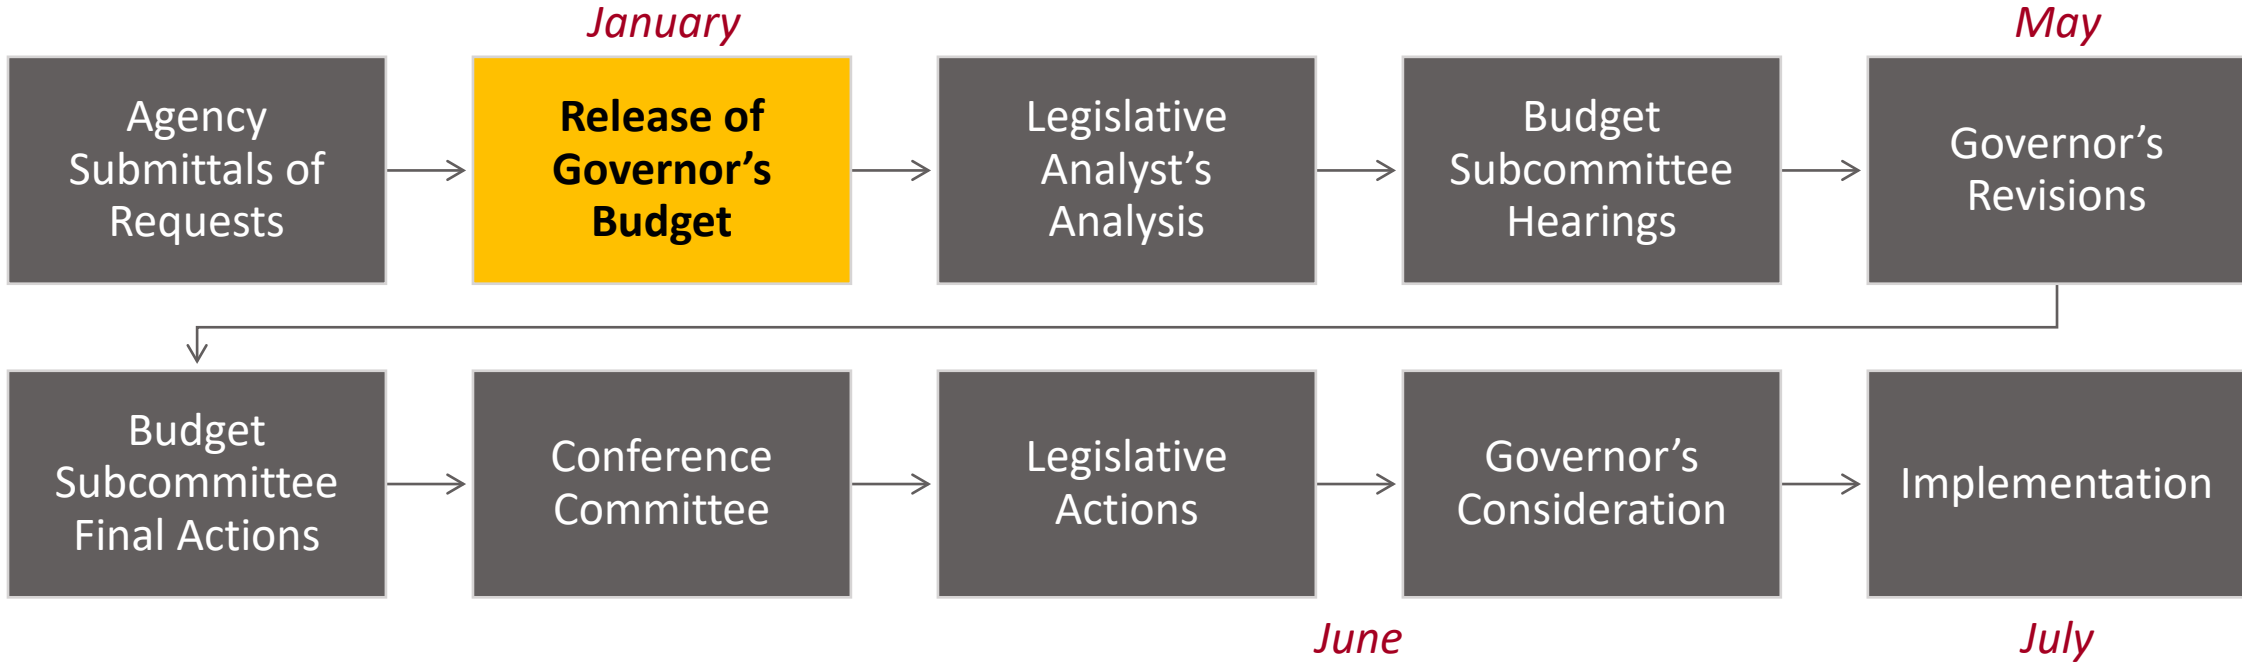 January
May
Agency
Submittals of
Requests
Release of
Governor’s
Budget
Legislative
Analyst’s
Analysis
Budget
Subcommittee
Hearings
Governor’s
Revisions
Budget
Subcommittee
Final Actions
Conference
Committee
Legislative
Actions
Governor’s
Consideration
Implementation
June
July